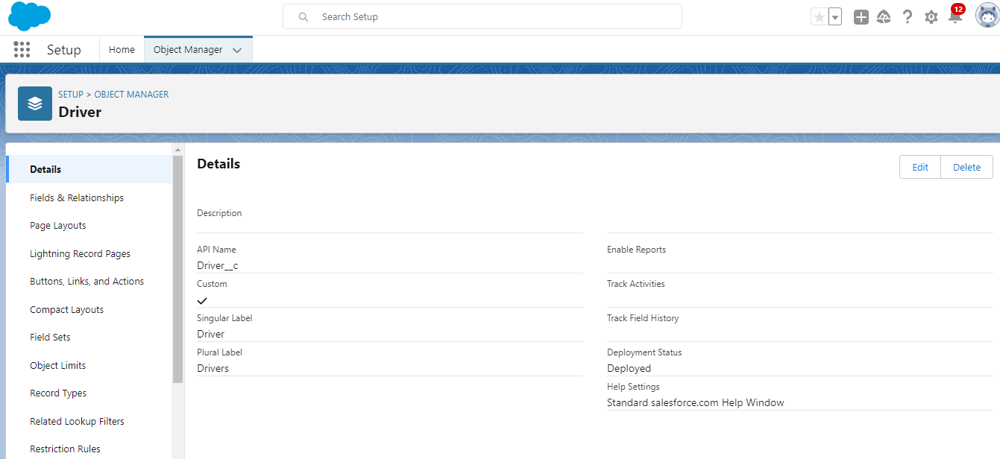 Search Setup
12
Setup
Home
Object Manager
SETUP > OBJECT MANAGER
Driver
Details
Fields & Relationships
Page Layouts
Lightning Record Pages
Buttons, Links, and Actions
Compact Layouts
Field Sets
Object Limits
Record Types
Related Lookup Filters
Restriction Rules
Details
Edit
Delete
Description
API Name
Driver__c
Custom
Singular Label
Driver
Plural Label
Drivers
Enable Reports
Track Activities
Track Field History
Deployment Status
Deployed
Help Settings
Standard salesforce.com Help Window